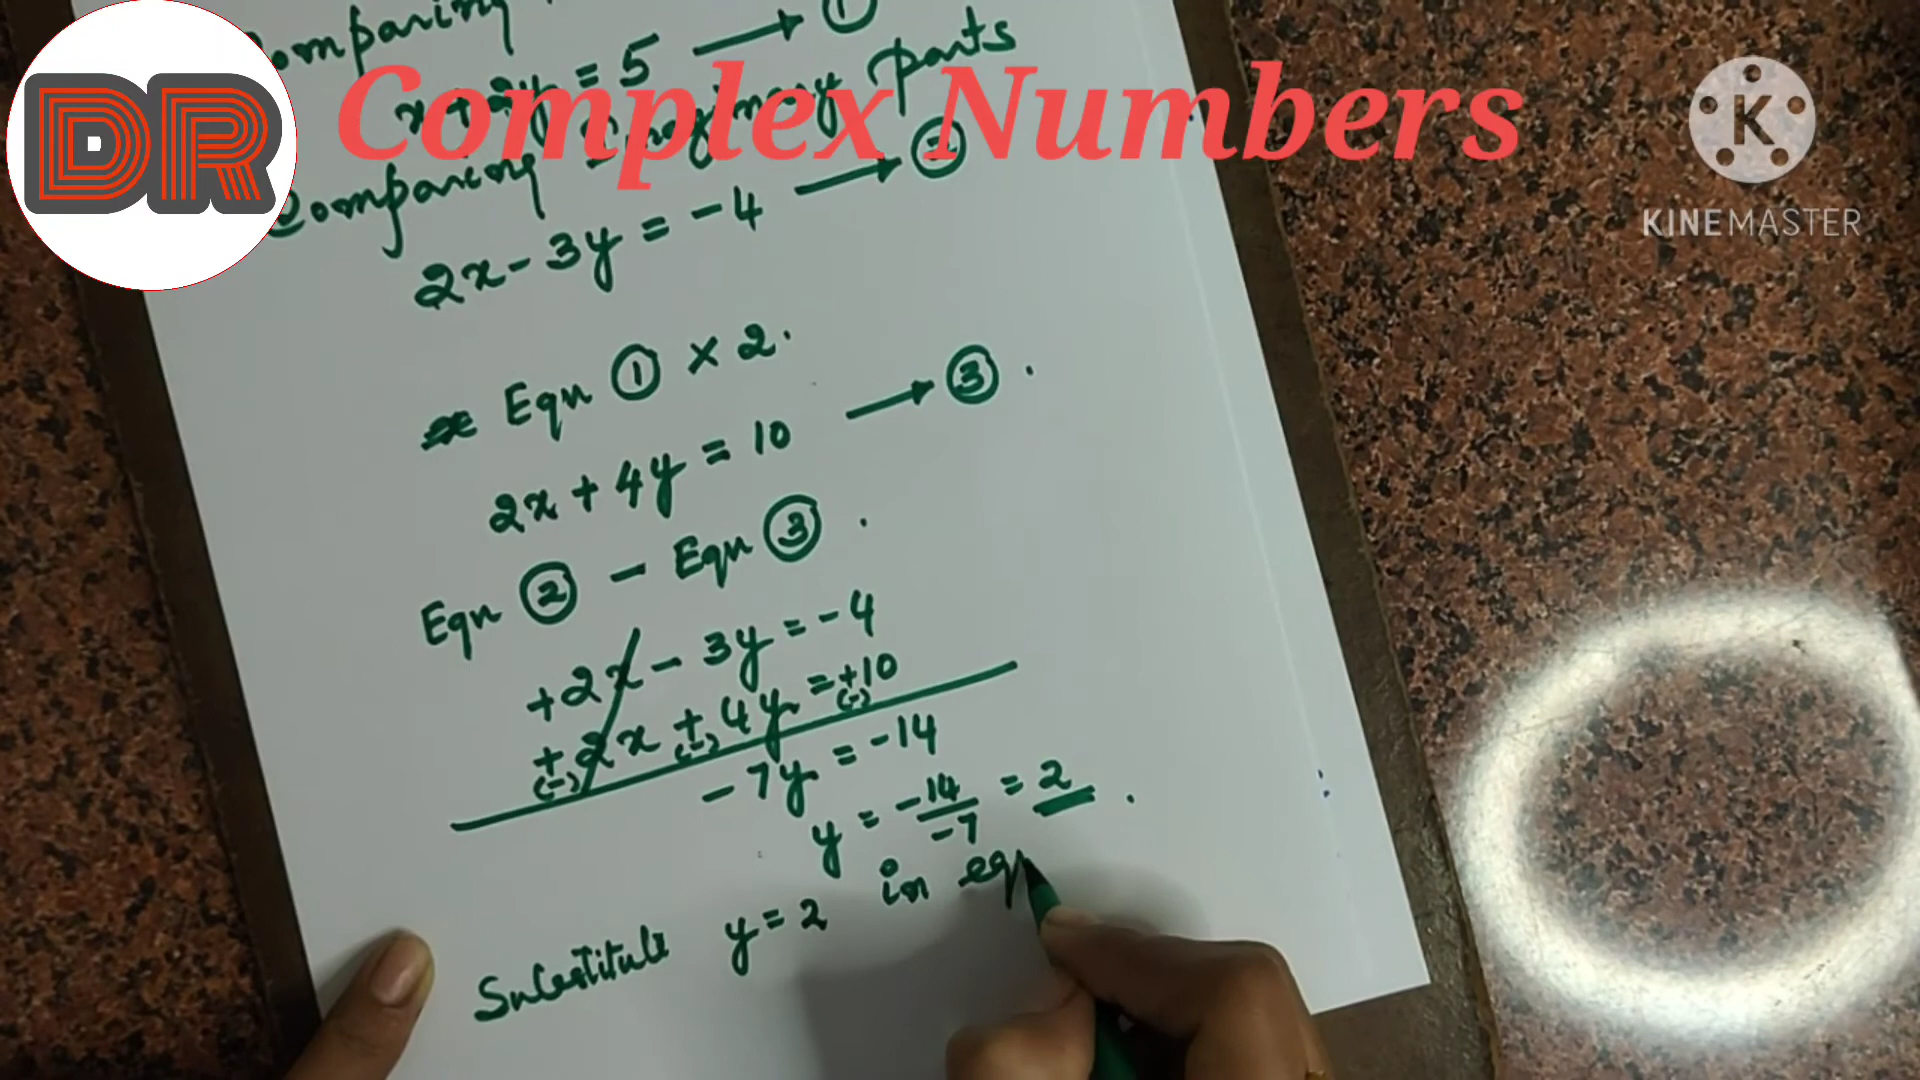 DR
Complex Numbers
K
KINEMASTER
Comparing
x + 2y = 5 → ①
Comparing Imaginary parts
2x - 3y = -4 → ②
Eqn ① × 2.
2x + 4y = 10 → ③.
Eqn ② - Eqn ③.
+2x - 3y = -4
+2x + 4y = +10
(-) (-) (-)
-7y = -14
y = -14/-7 = 2.
Substitute y = 2 in eqn